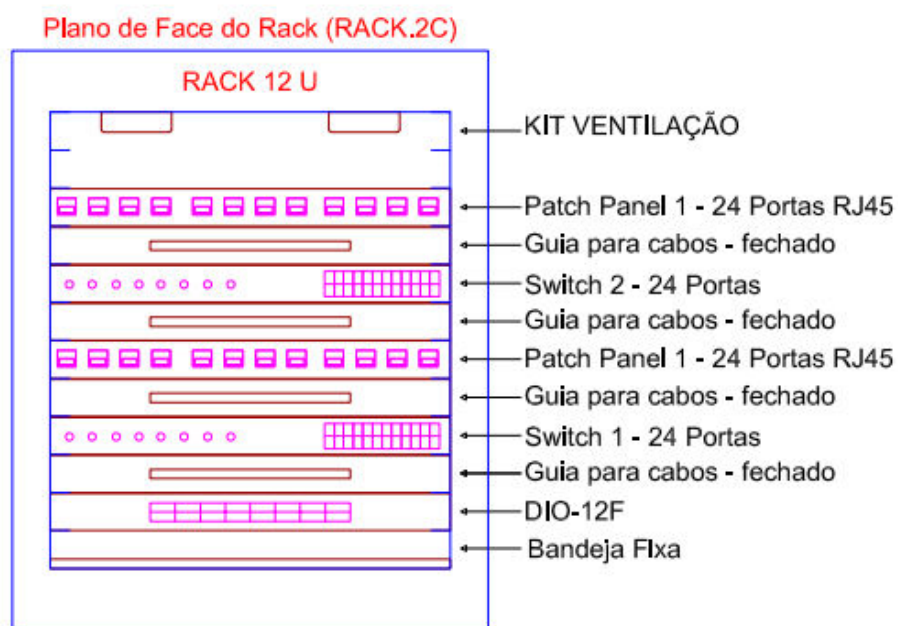 Plano de Face do Rack (RACK.2C)
RACK 12 U
KIT VENTILAÇÃO
Patch Panel 1 - 24 Portas RJ45
Guia para cabos - fechado
Switch 2 - 24 Portas
Guia para cabos - fechado
Patch Panel 1 - 24 Portas RJ45
Guia para cabos - fechado
Switch 1 - 24 Portas
Guia para cabos - fechado
DIO-12F
Bandeja FIxa